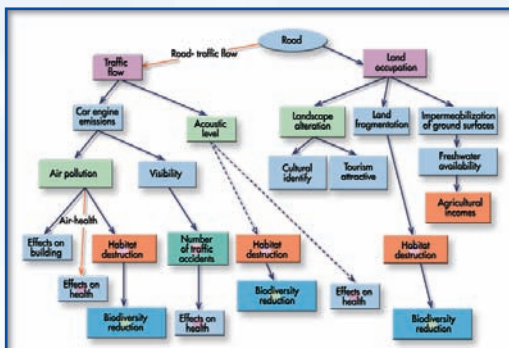 Road
Road- traffic flow
Traffic
flow
Land
occupation
Car engine
emissions
Acoustic
level
Landscape
alteration
Land
fragmentation
Impermeabilization
of ground surfaces
Air pollution
Visibility
Cultural
identify
Tourism
attractive
Freshwater
availability
Agricultural
incomes
Air-health
Effects on
building
Habitat
destruction
Number
of traffic
accidents
Habitat
destruction
Habitat
destruction
Effects on
health
Biodiversity
reduction
Effects on
health
Biodiversity
reduction
Effects on
health
Biodiversity
reduction